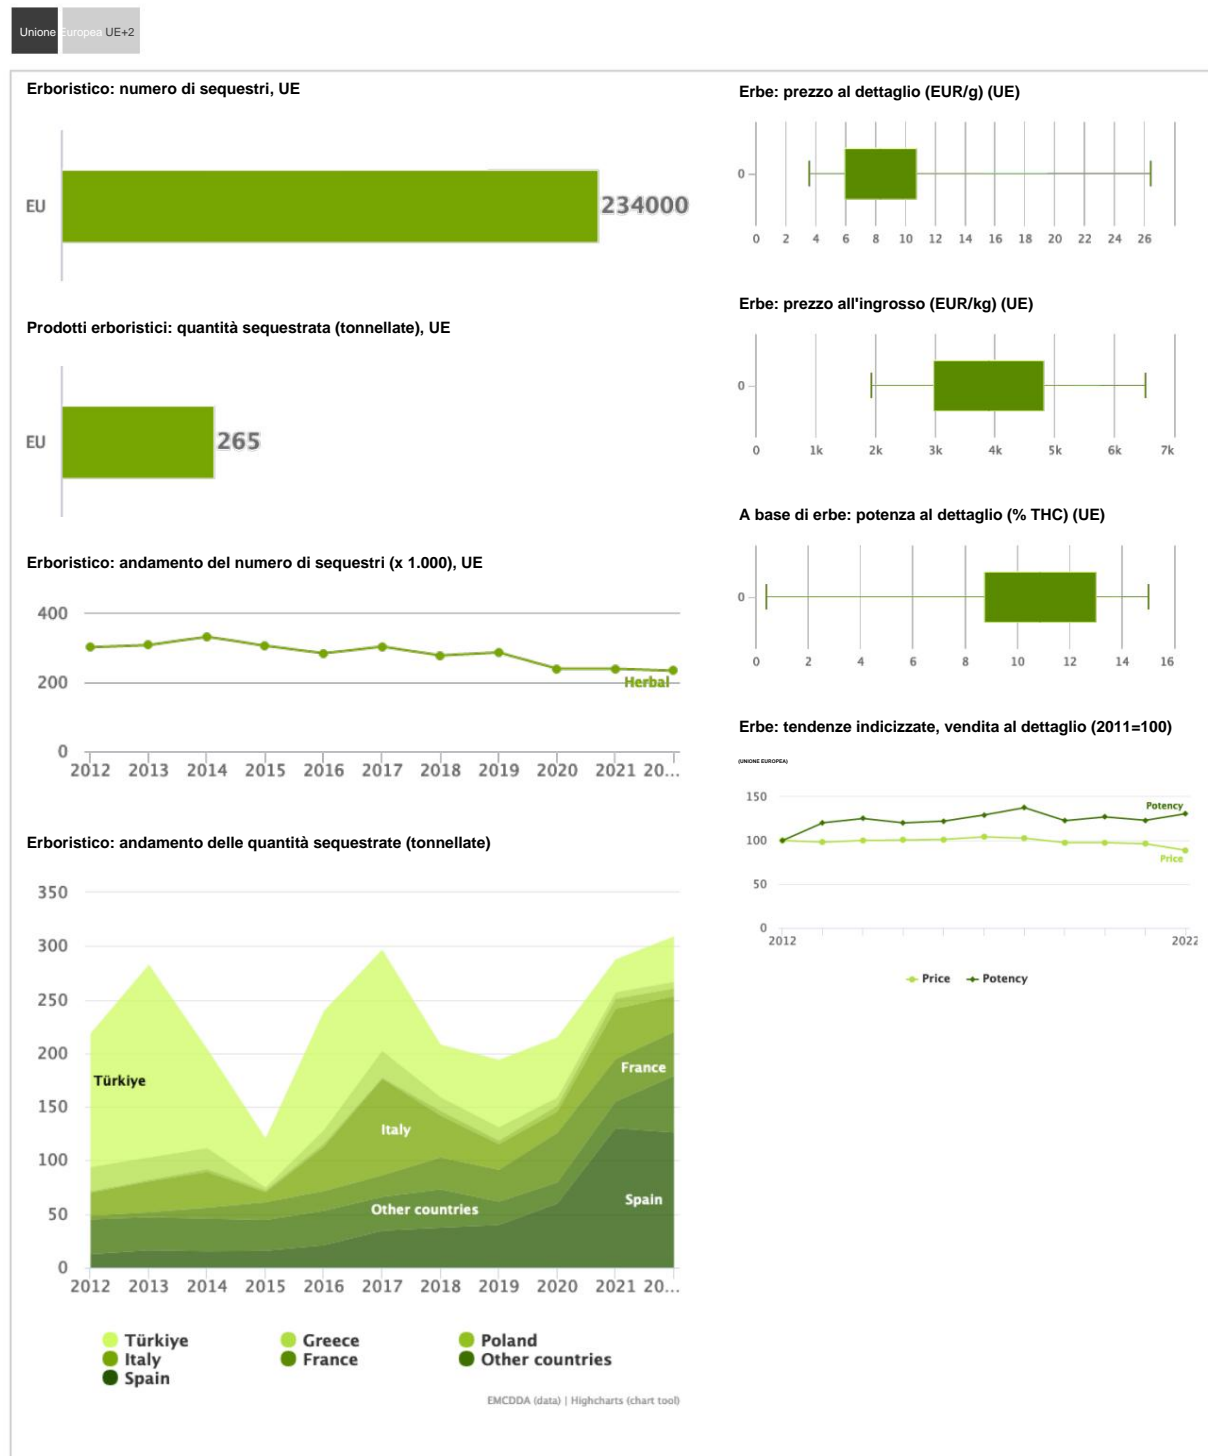 Unione Europea UE+2
Erboristico: numero di sequestri, UE
EU
234000
Prodotti erboristici: quantità sequestrata (tonnellate), UE
EU
265
Erboristico: andamento del numero di sequestri (x 1.000), UE
400
200
0
Herbal
2012 2013 2014 2015 2016 2017 2018 2019 2020 2021 20...
Erboristico: andamento delle quantità sequestrate (tonnellate)
350
300
250
200
150
100
50
0
Türkiye
Italy
France
Other countries
Spain
2012 2013 2014 2015 2016 2017 2018 2019 2020 2021 20...
Türkiye Greece Poland
Italy France Other countries
Spain
EMCDDA (data) | Highcharts (chart tool)
Erbe: prezzo al dettaglio (EUR/g) (UE)
0
0 2 4 6 8 10 12 14 16 18 20 22 24 26
Erbe: prezzo all'ingrosso (EUR/kg) (UE)
0
0 1k 2k 3k 4k 5k 6k 7k
A base di erbe: potenza al dettaglio (% THC) (UE)
0
0 2 4 6 8 10 12 14 16
Erbe: tendenze indicizzate, vendita al dettaglio (2011=100)
(UNIONE EUROPEA)
150
100
50
0
Potency
Price
2012 2022
Price Potency